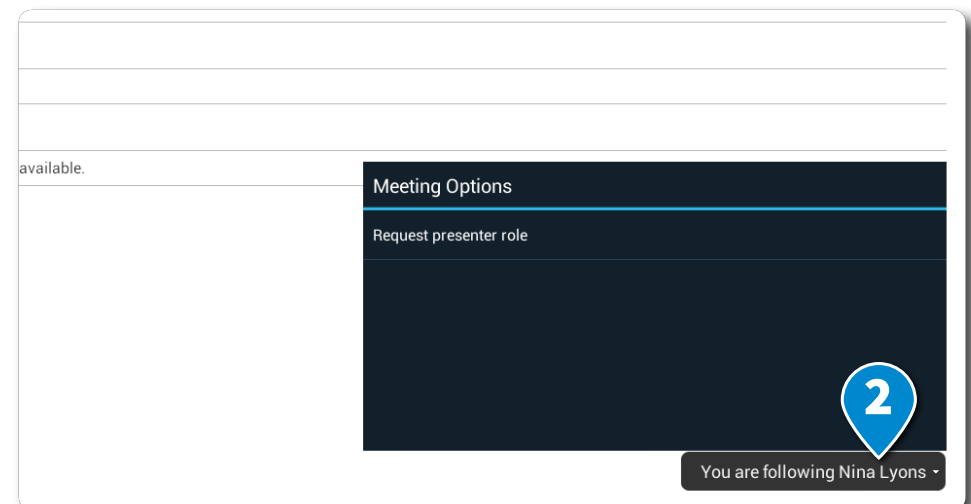 available.
Meeting Options
Request presenter role
2
You are following Nina Lyons